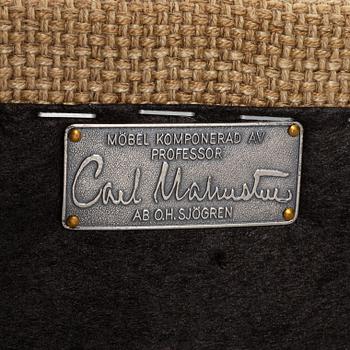 MÖBEL KOMPONERAD AV
PROFESSOR
Carl Malmsten
AB O.H. SJÖGREN